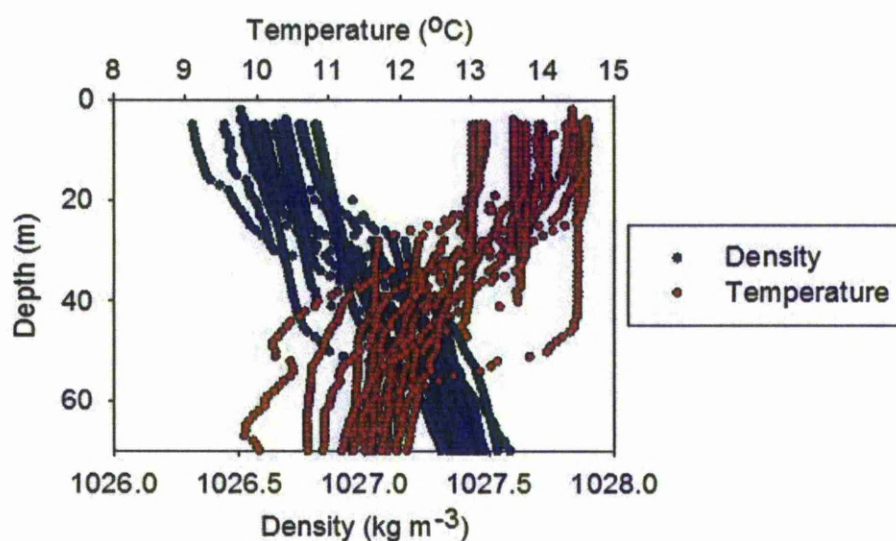 Temperature (ºC)
8 9 10 11 12 13 14 15
0
20
40
60
Depth (m)
1026.0 1026.5 1027.0 1027.5 1028.0
Density (kg m-3)
Density
Temperature